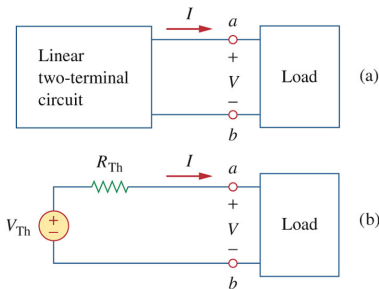 I
a
Linear
two-terminal
circuit
+
V
−
Load
(a)
b
R_Th
I
a
V_Th
+
−
+
V
−
Load
(b)
b